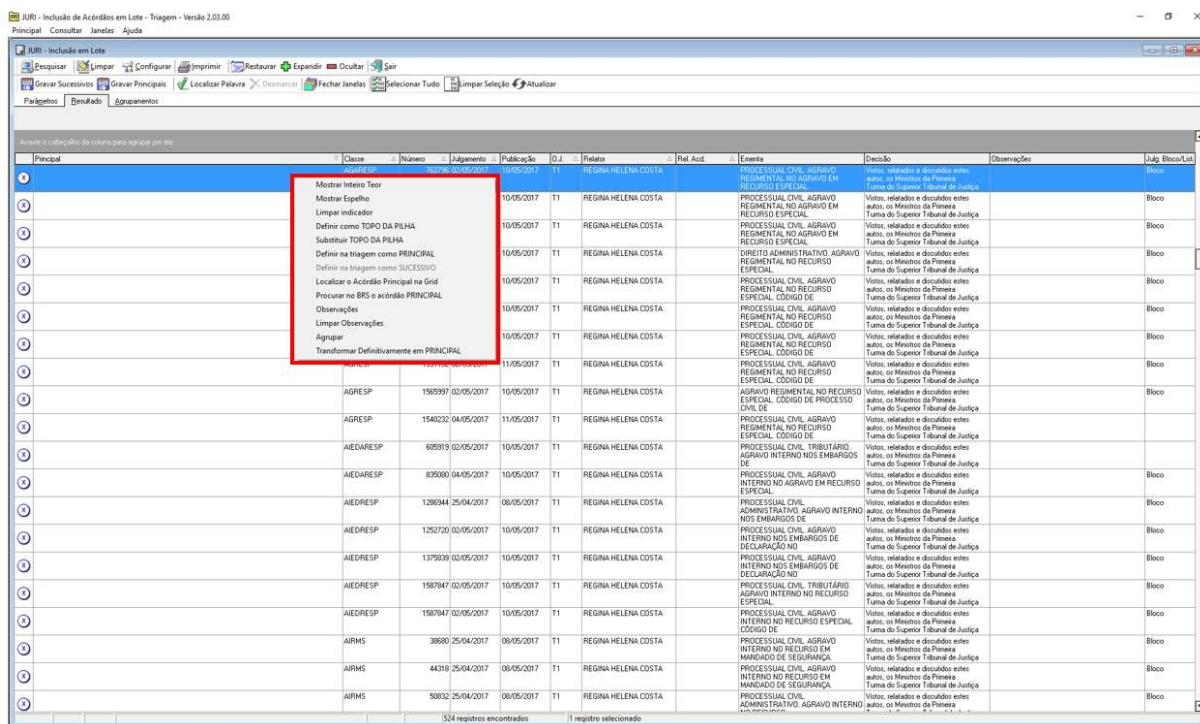 JURI - Inclusão de Acórdãos em Lote - Triagem - Versão 2.03.00
Principal Consultar Janelas Ajuda
JURI - Inclusão em Lote
Pesquisar Limpar Configurar Imprimir Restaurar Expandir Ocultar Sair
Gravar Sucessivos Gravar Principais Localizar Palavra Desmarcar Fechar Janelas Selecionar Tudo Limpar Seleção Atualizar
Parâmetros Resultado Agrupamentos
Arraste o cabeçalho da coluna para agrupar por ela
Principal Classe Número Julgamento Publicação O.J. Relator Rel. Acd. Ementa Decisão Observações Julg. Bloco/List
AGARESP 762796 02/05/2017 10/05/2017 T1 REGINA HELENA COSTA PROCESSUAL CIVIL. AGRAVO Vistos, relatados e discutidos estes Bloco
REGIMENTAL NO AGRAVO EM autos, os Ministros da Primeira
RECURSO ESPECIAL. Turma do Superior Tribunal de Justiça
Mostrar Inteiro Teor
Mostrar Espelho
Limpar indicador
Definir como TOPO DA PILHA
Substituir TOPO DA PILHA
Definir na triagem como PRINCIPAL
Definir na triagem como SUCESSIVO
Localizar o Acórdão Principal na Grid
Procurar no BRS o acórdão PRINCIPAL
Observações
Limpar Observações
Agrupar
Transformar Definitivamente em PRINCIPAL
10/05/2017 T1 REGINA HELENA COSTA PROCESSUAL CIVIL. AGRAVO Vistos, relatados e discutidos estes Bloco
REGIMENTAL NO AGRAVO EM autos, os Ministros da Primeira
RECURSO ESPECIAL. Turma do Superior Tribunal de Justiça
10/05/2017 T1 REGINA HELENA COSTA PROCESSUAL CIVIL. AGRAVO Vistos, relatados e discutidos estes Bloco
REGIMENTAL NO AGRAVO EM autos, os Ministros da Primeira
RECURSO ESPECIAL. Turma do Superior Tribunal de Justiça
10/05/2017 T1 REGINA HELENA COSTA DIREITO ADMINISTRATIVO. AGRAVO Vistos, relatados e discutidos estes Bloco
REGIMENTAL NO RECURSO autos, os Ministros da Primeira
ESPECIAL. Turma do Superior Tribunal de Justiça
10/05/2017 T1 REGINA HELENA COSTA PROCESSUAL CIVIL. AGRAVO Vistos, relatados e discutidos estes Bloco
REGIMENTAL NO RECURSO autos, os Ministros da Primeira
ESPECIAL. CÓDIGO DE Turma do Superior Tribunal de Justiça
10/05/2017 T1 REGINA HELENA COSTA PROCESSUAL CIVIL. AGRAVO Vistos, relatados e discutidos estes Bloco
REGIMENTAL NO RECURSO autos, os Ministros da Primeira
ESPECIAL. CÓDIGO DE Turma do Superior Tribunal de Justiça
10/05/2017 T1 REGINA HELENA COSTA PROCESSUAL CIVIL. AGRAVO Vistos, relatados e discutidos estes Bloco
REGIMENTAL NO RECURSO autos, os Ministros da Primeira
ESPECIAL. CÓDIGO DE Turma do Superior Tribunal de Justiça
11/05/2017 T1 REGINA HELENA COSTA PROCESSUAL CIVIL. AGRAVO Vistos, relatados e discutidos estes Bloco
REGIMENTAL NO RECURSO autos, os Ministros da Primeira
ESPECIAL. CÓDIGO DE Turma do Superior Tribunal de Justiça
AGRESP 1565997 02/05/2017 10/05/2017 T1 REGINA HELENA COSTA AGRAVO REGIMENTAL NO RECURSO Vistos, relatados e discutidos estes Bloco
ESPECIAL. CÓDIGO DE PROCESSO autos, os Ministros da Primeira
CIVIL DE Turma do Superior Tribunal de Justiça
AGRESP 1540232 04/05/2017 11/05/2017 T1 REGINA HELENA COSTA PROCESSUAL CIVIL. AGRAVO Vistos, relatados e discutidos estes Bloco
REGIMENTAL NO RECURSO autos, os Ministros da Primeira
ESPECIAL. CÓDIGO DE Turma do Superior Tribunal de Justiça
AIEDARESP 605919 02/05/2017 10/05/2017 T1 REGINA HELENA COSTA PROCESSUAL CIVIL. TRIBUTÁRIO. Vistos, relatados e discutidos estes Bloco
AGRAVO INTERNO NOS EMBARGOS autos, os Ministros da Primeira
DE Turma do Superior Tribunal de Justiça
AIEDARESP 835080 04/05/2017 10/05/2017 T1 REGINA HELENA COSTA PROCESSUAL CIVIL. AGRAVO Vistos, relatados e discutidos estes Bloco
INTERNO NO AGRAVO EM RECURSO autos, os Ministros da Primeira
ESPECIAL. Turma do Superior Tribunal de Justiça
AIEDRESP 1286944 25/04/2017 08/05/2017 T1 REGINA HELENA COSTA PROCESSUAL CIVIL. Vistos, relatados e discutidos estes Bloco
ADMINISTRATIVO. AGRAVO INTERNO autos, os Ministros da Primeira
NOS EMBARGOS DE Turma do Superior Tribunal de Justiça
AIEDRESP 1252720 02/05/2017 10/05/2017 T1 REGINA HELENA COSTA PROCESSUAL CIVIL. AGRAVO Vistos, relatados e discutidos estes Bloco
INTERNO NOS EMBARGOS DE autos, os Ministros da Primeira
DECLARAÇÃO NO Turma do Superior Tribunal de Justiça
AIEDRESP 1375839 02/05/2017 10/05/2017 T1 REGINA HELENA COSTA PROCESSUAL CIVIL. AGRAVO Vistos, relatados e discutidos estes Bloco
INTERNO NOS EMBARGOS DE autos, os Ministros da Primeira
DECLARAÇÃO NO Turma do Superior Tribunal de Justiça
AIEDRESP 1587847 02/05/2017 10/05/2017 T1 REGINA HELENA COSTA PROCESSUAL CIVIL. TRIBUTÁRIO. Vistos, relatados e discutidos estes Bloco
AGRAVO INTERNO NO RECURSO autos, os Ministros da Primeira
ESPECIAL. Turma do Superior Tribunal de Justiça
AIEDRESP 1587847 02/05/2017 10/05/2017 T1 REGINA HELENA COSTA PROCESSUAL CIVIL. AGRAVO Vistos, relatados e discutidos estes Bloco
INTERNO NO RECURSO ESPECIAL. autos, os Ministros da Primeira
CÓDIGO DE Turma do Superior Tribunal de Justiça
AIRMS 38680 25/04/2017 08/05/2017 T1 REGINA HELENA COSTA PROCESSUAL CIVIL. AGRAVO Vistos, relatados e discutidos estes Bloco
INTERNO NO RECURSO EM autos, os Ministros da Primeira
MANDADO DE SEGURANÇA. Turma do Superior Tribunal de Justiça
AIRMS 44318 25/04/2017 08/05/2017 T1 REGINA HELENA COSTA PROCESSUAL CIVIL. AGRAVO Vistos, relatados e discutidos estes Bloco
INTERNO NO RECURSO EM autos, os Ministros da Primeira
MANDADO DE SEGURANÇA. Turma do Superior Tribunal de Justiça
AIRMS 50832 25/04/2017 08/05/2017 T1 REGINA HELENA COSTA PROCESSUAL CIVIL. Vistos, relatados e discutidos estes Bloco
ADMINISTRATIVO. AGRAVO INTERNO autos, os Ministros da Primeira
524 registros encontrados 1 registro selecionado